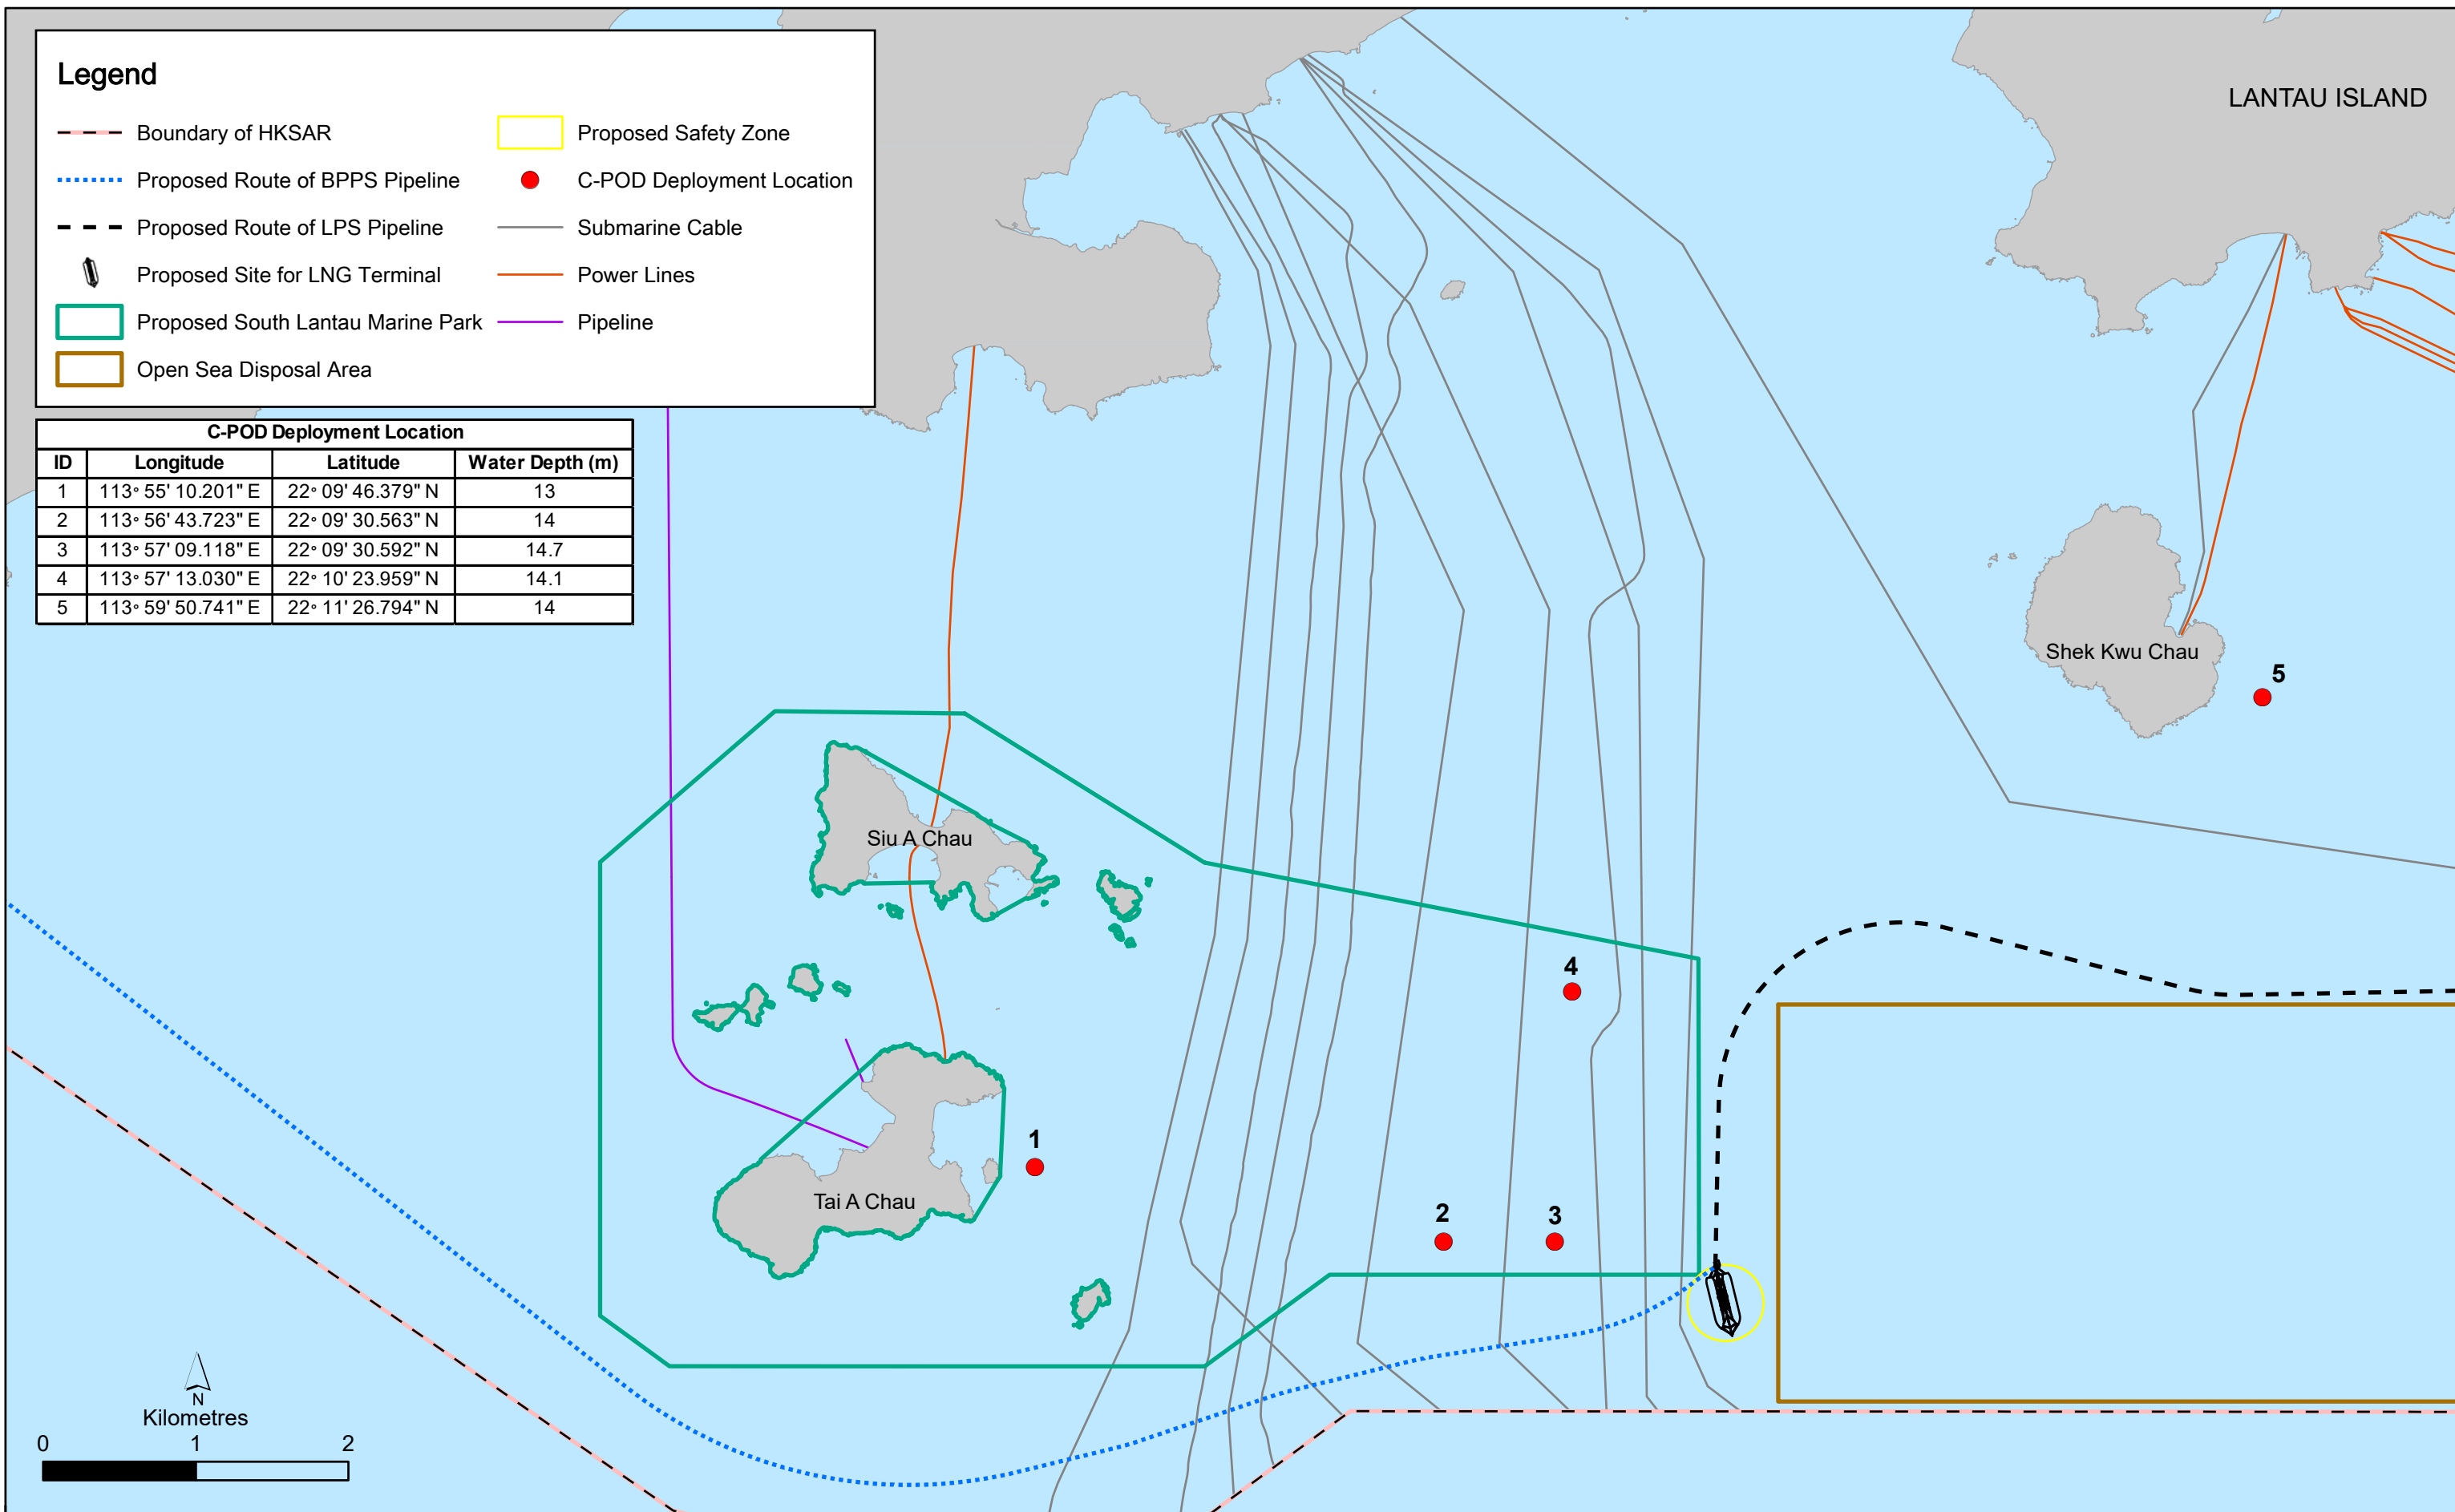 Legend
Boundary of HKSAR
Proposed Route of BPPS Pipeline
Proposed Route of LPS Pipeline
Proposed Site for LNG Terminal
Proposed South Lantau Marine Park
Open Sea Disposal Area
Proposed Safety Zone
C-POD Deployment Location
Submarine Cable
Power Lines
Pipeline
C-POD Deployment Location
ID Longitude Latitude Water Depth (m)
1 113° 55' 10.201" E 22° 09' 46.379" N 13
2 113° 56' 43.723" E 22° 09' 30.563" N 14
3 113° 57' 09.118" E 22° 09' 30.592" N 14.7
4 113° 57' 13.030" E 22° 10' 23.959" N 14.1
5 113° 59' 50.741" E 22° 11' 26.794" N 14
LANTAU ISLAND
Shek Kwu Chau
5
Siu A Chau
4
1
Tai A Chau
2
3
N
Kilometres
0 1 2